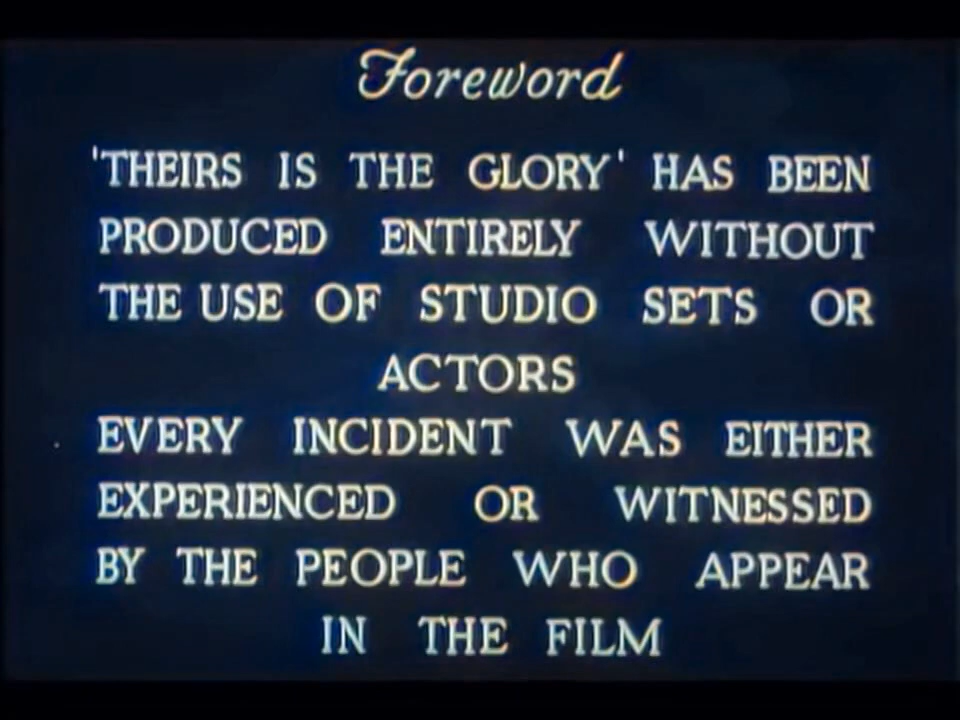 Foreword
'THEIRS IS THE GLORY' HAS BEEN
PRODUCED ENTIRELY WITHOUT
THE USE OF STUDIO SETS OR
ACTORS
EVERY INCIDENT WAS EITHER
EXPERIENCED OR WITNESSED
BY THE PEOPLE WHO APPEAR
IN THE FILM